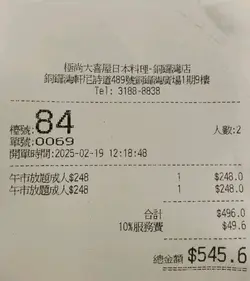 極尚大喜屋日本料理-銅鑼灣店
銅鑼灣軒尼詩道489號銅鑼灣廣場1期9樓
Tel: 3188-8838
檯號: 84 人數:2
單號:0069
開單時間:2025-02-19 12:18:48
午市放題成人$248 1 $248.0
午市放題成人$248 1 $248.0
合計 $496.0
10%服務費 $49.6
總金額 $545.6